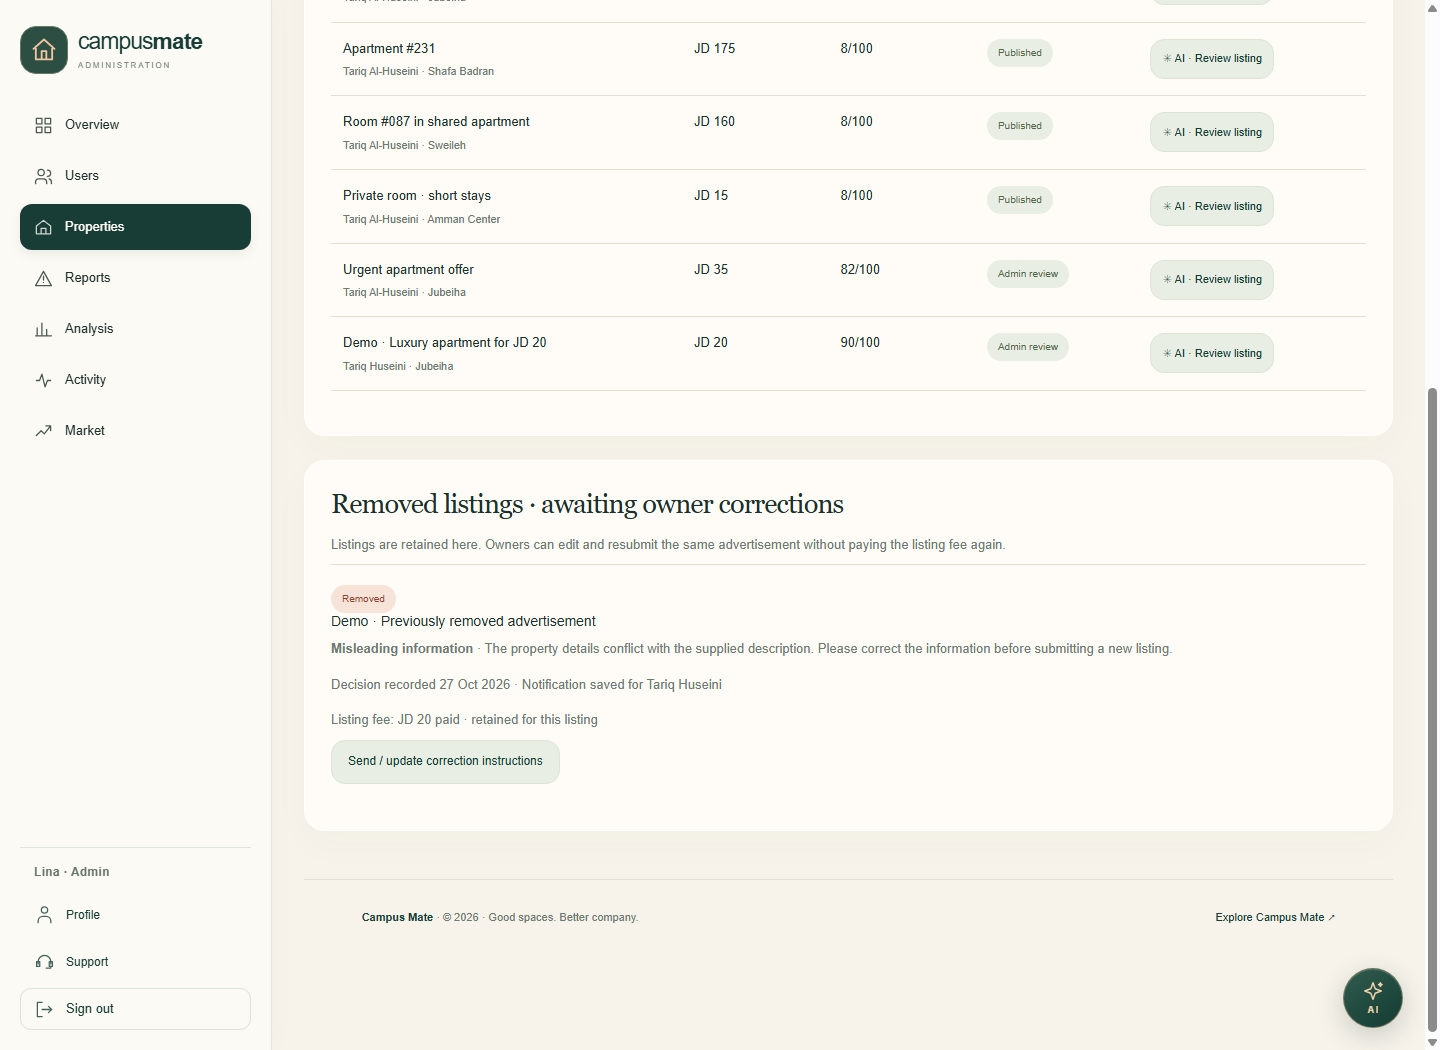 campusmate
ADMINISTRATION
Overview
Users
Properties
Reports
Analysis
Activity
Market
Lina · Admin
Profile
Support
Sign out
Apartment #231 JD 175 8/100 Published ✳ AI · Review listing
Tariq Al-Huseini · Shafa Badran
Room #087 in shared apartment JD 160 8/100 Published ✳ AI · Review listing
Tariq Al-Huseini · Sweileh
Private room · short stays JD 15 8/100 Published ✳ AI · Review listing
Tariq Al-Huseini · Amman Center
Urgent apartment offer JD 35 82/100 Admin review ✳ AI · Review listing
Tariq Al-Huseini · Jubeiha
Demo · Luxury apartment for JD 20 JD 20 90/100 Admin review ✳ AI · Review listing
Tariq Huseini · Jubeiha
Removed listings · awaiting owner corrections
Listings are retained here. Owners can edit and resubmit the same advertisement without paying the listing fee again.
Removed
Demo · Previously removed advertisement
Misleading information · The property details conflict with the supplied description. Please correct the information before submitting a new listing.
Decision recorded 27 Oct 2026 · Notification saved for Tariq Huseini
Listing fee: JD 20 paid · retained for this listing
Send / update correction instructions
Campus Mate · © 2026 · Good spaces. Better company.
Explore Campus Mate ↗
AI